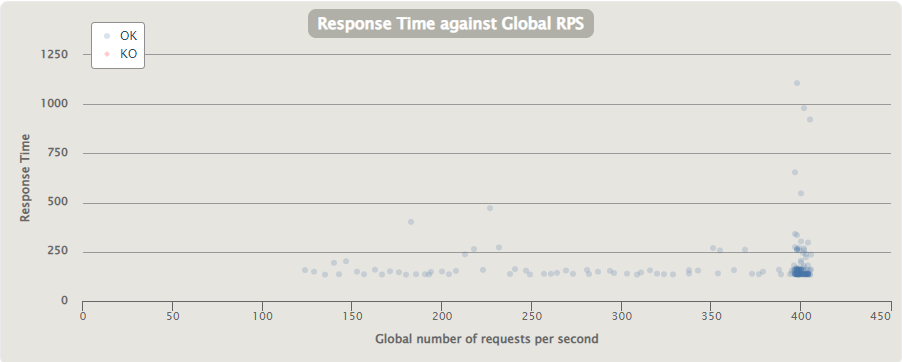 Response Time against Global RPS
OK
KO
1250
1000
750
500
250
0
Response Time
0 50 100 150 200 250 300 350 400 450
Global number of requests per second